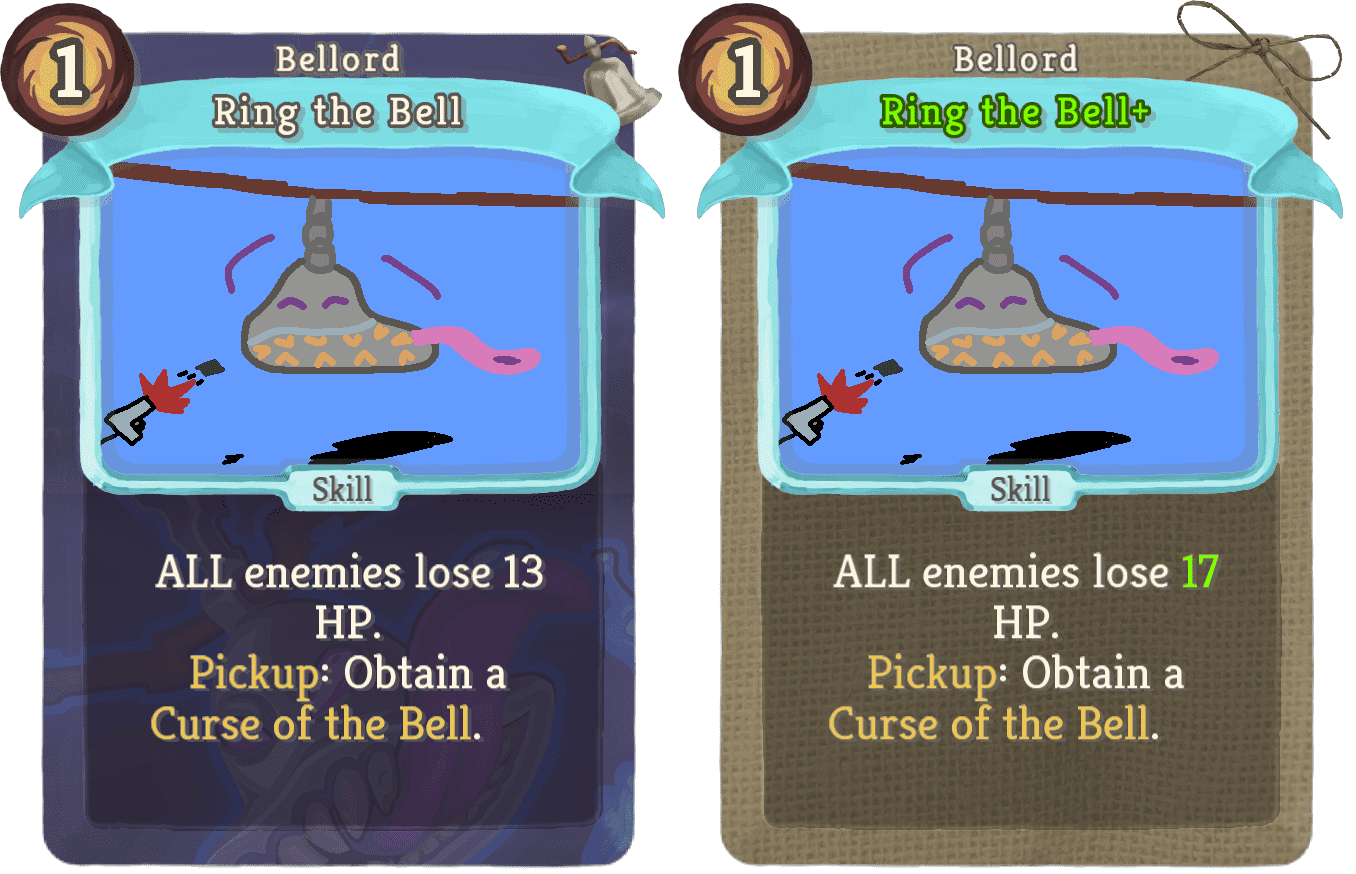 1
Bellord
Ring the Bell
Skill
ALL enemies lose 13
HP.
Pickup: Obtain a
Curse of the Bell.
1
Bellord
Ring the Bell+
Skill
ALL enemies lose 17
HP.
Pickup: Obtain a
Curse of the Bell.